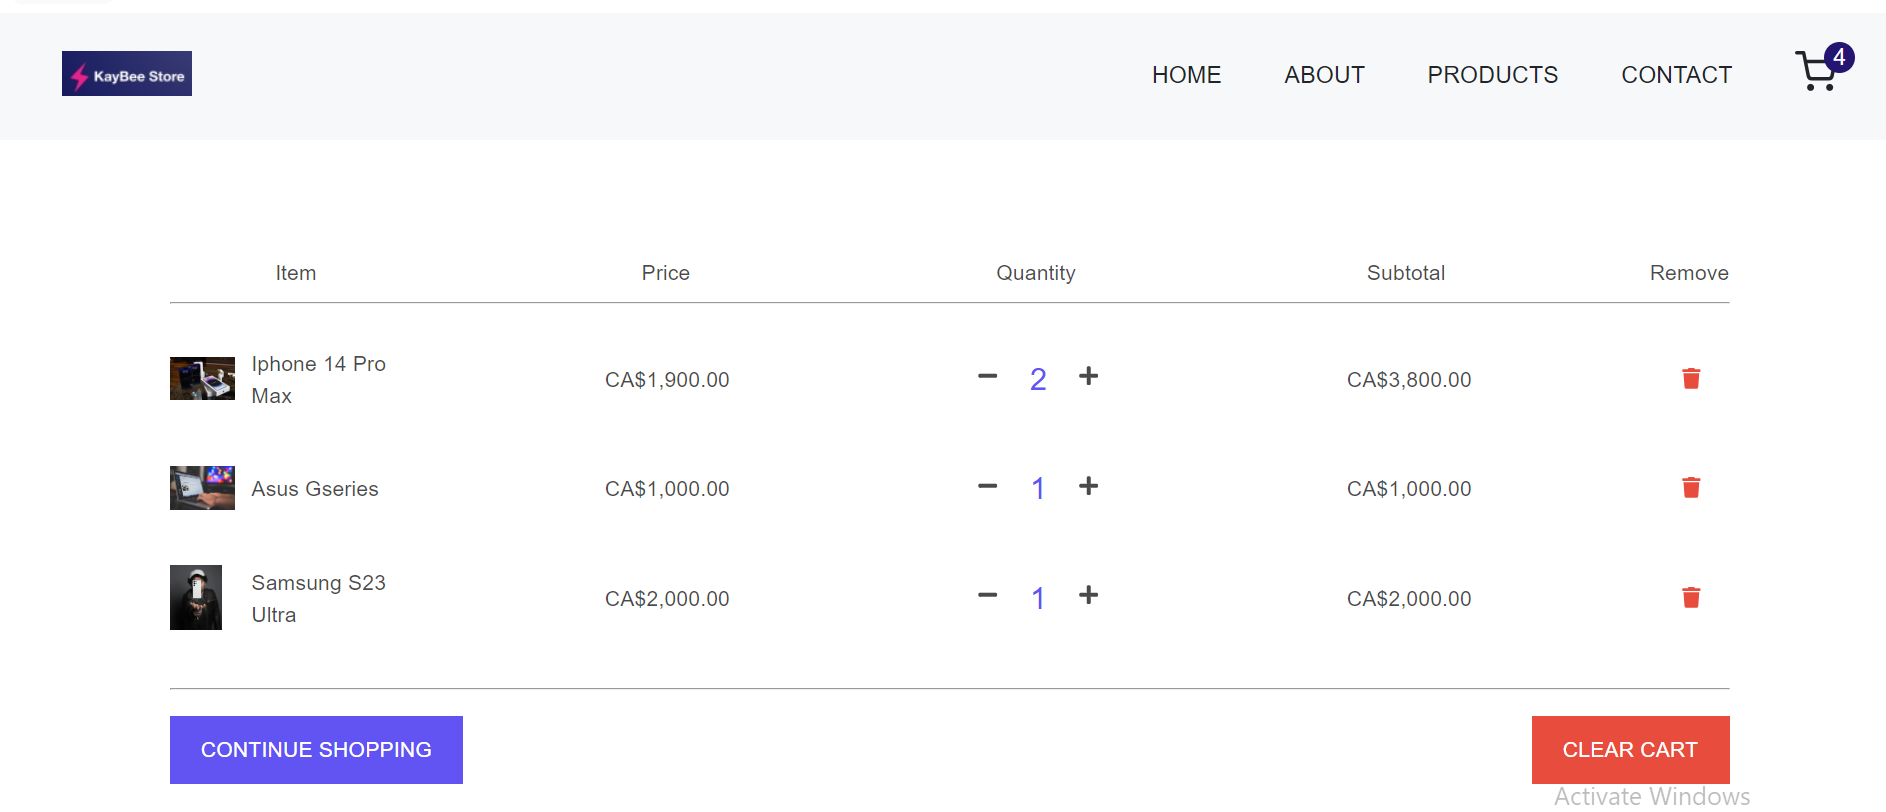 KayBee Store
HOME ABOUT PRODUCTS CONTACT 4
Item Price Quantity Subtotal Remove
Iphone 14 Pro
Max
CA$1,900.00 2 CA$3,800.00
Asus Gseries CA$1,000.00 1 CA$1,000.00
Samsung S23
Ultra
CA$2,000.00 1 CA$2,000.00
CONTINUE SHOPPING CLEAR CART
Activate Windows